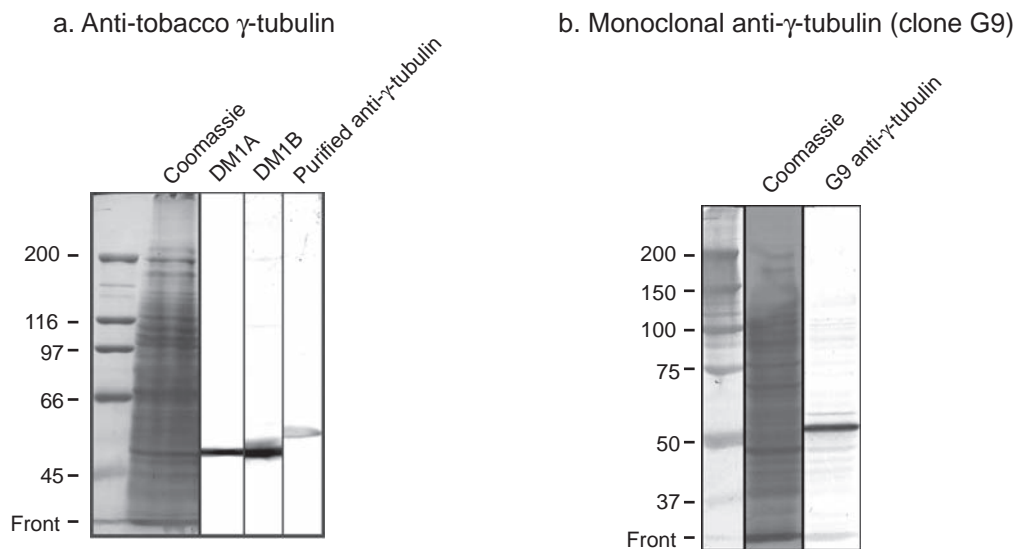 a. Anti-tobacco γ-tubulin
Coomassie
DM1A
DM1B
Purified anti-γ-tubulin
200
116
97
66
45
Front
b. Monoclonal anti-γ-tubulin (clone G9)
Coomassie
G9 anti-γ-tubulin
200
150
100
75
50
37
Front